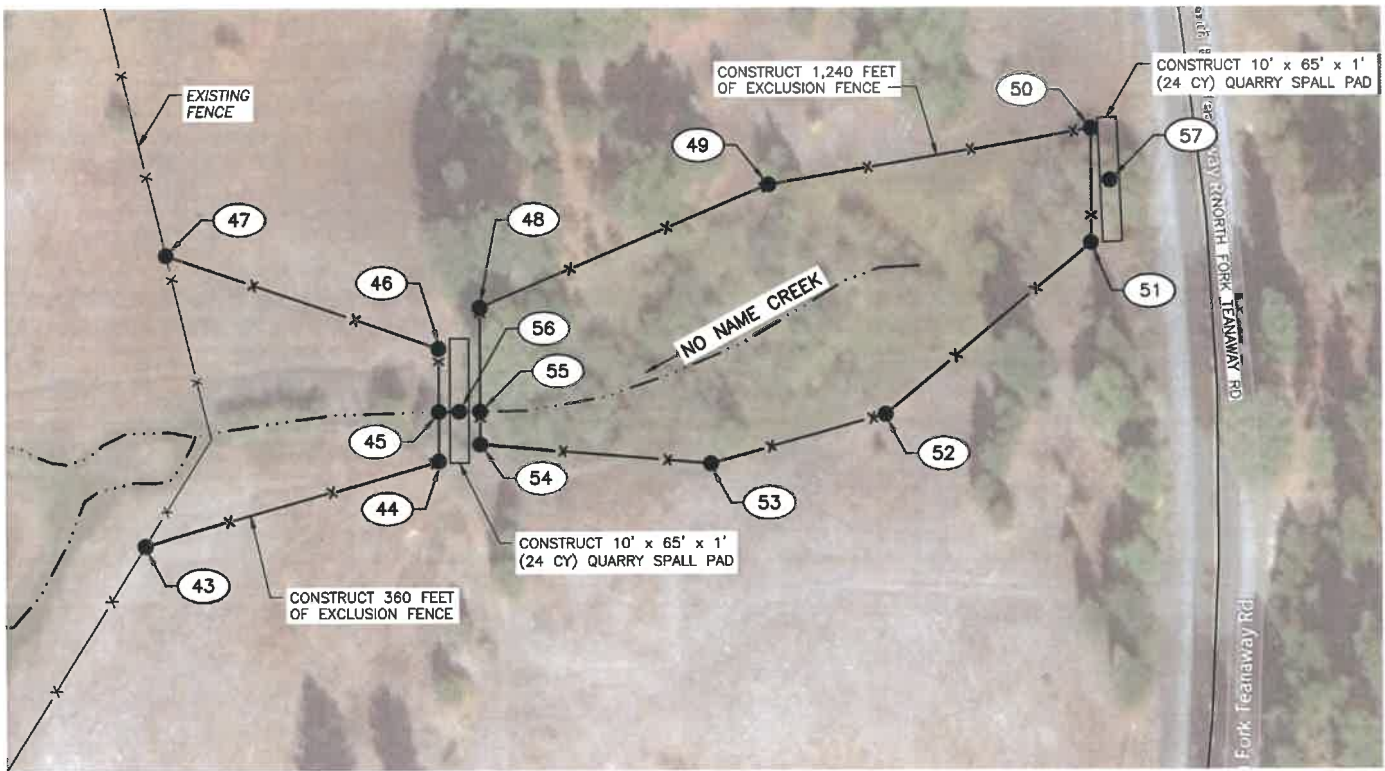 EXISTING
FENCE
CONSTRUCT 1,240 FEET
OF EXCLUSION FENCE
50
CONSTRUCT 10' x 65' x 1'
(24 CY) QUARRY SPALL PAD
49
57
47
48
46
56
NO NAME CREEK
51
55
45
52
54
44
53
43
CONSTRUCT 10' x 65' x 1'
(24 CY) QUARRY SPALL PAD
CONSTRUCT 360 FEET
OF EXCLUSION FENCE
NORTH FORK TEANAWAY RD
Fork Teanaway Rd